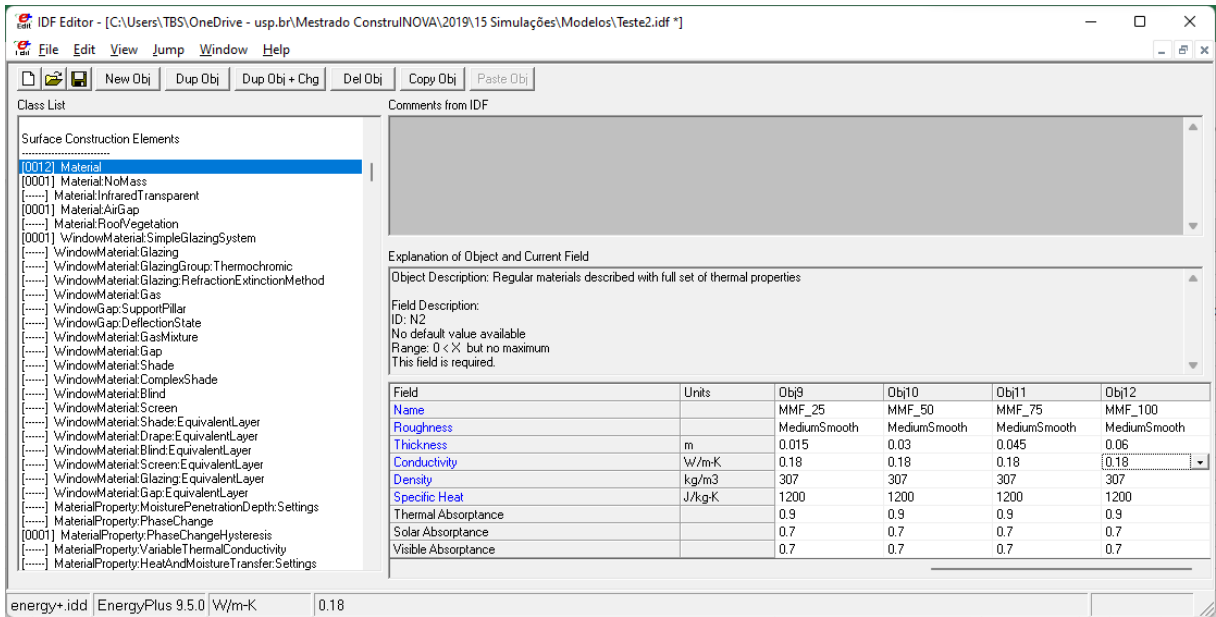 IDF Editor - [C:\Users\TBS\OneDrive - usp.br\Mestrado ConstruINOVA\2019\15 Simulações\Modelos\Teste2.idf *]
File Edit View Jump Window Help
New Obj Dup Obj Dup Obj + Chg Del Obj Copy Obj Paste Obj
Class List
Surface Construction Elements
----------------------------
[0012] Material
[0001] Material:NoMass
[------] Material:InfraredTransparent
[0001] Material:AirGap
[------] Material:RoofVegetation
[0001] WindowMaterial:SimpleGlazingSystem
[------] WindowMaterial:Glazing
[------] WindowMaterial:GlazingGroup:Thermochromic
[------] WindowMaterial:Glazing:RefractionExtinctionMethod
[------] WindowMaterial:Gas
[------] WindowGap:SupportPillar
[------] WindowGap:DeflectionState
[------] WindowMaterial:GasMixture
[------] WindowMaterial:Gap
[------] WindowMaterial:Shade
[------] WindowMaterial:ComplexShade
[------] WindowMaterial:Blind
[------] WindowMaterial:Screen
[------] WindowMaterial:Shade:EquivalentLayer
[------] WindowMaterial:Drape:EquivalentLayer
[------] WindowMaterial:Blind:EquivalentLayer
[------] WindowMaterial:Screen:EquivalentLayer
[------] WindowMaterial:Glazing:EquivalentLayer
[------] WindowMaterial:Gap:EquivalentLayer
[------] MaterialProperty:MoisturePenetrationDepth:Settings
[------] MaterialProperty:PhaseChange
[0001] MaterialProperty:PhaseChangeHysteresis
[------] MaterialProperty:VariableThermalConductivity
[------] MaterialProperty:HeatAndMoistureTransfer:Settings
Comments from IDF
Explanation of Object and Current Field
Object Description: Regular materials described with full set of thermal properties
Field Description:
ID: N2
No default value available
Range: 0 < X but no maximum
This field is required.
Field Units Obj9 Obj10 Obj11 Obj12
Name MMF_25 MMF_50 MMF_75 MMF_100
Roughness MediumSmooth MediumSmooth MediumSmooth MediumSmooth
Thickness m 0.015 0.03 0.045 0.06
Conductivity W/m-K 0.18 0.18 0.18 0.18
Density kg/m3 307 307 307 307
Specific Heat J/kg-K 1200 1200 1200 1200
Thermal Absorptance 0.9 0.9 0.9 0.9
Solar Absorptance 0.7 0.7 0.7 0.7
Visible Absorptance 0.7 0.7 0.7 0.7
energy+.idd EnergyPlus 9.5.0 W/m-K 0.18